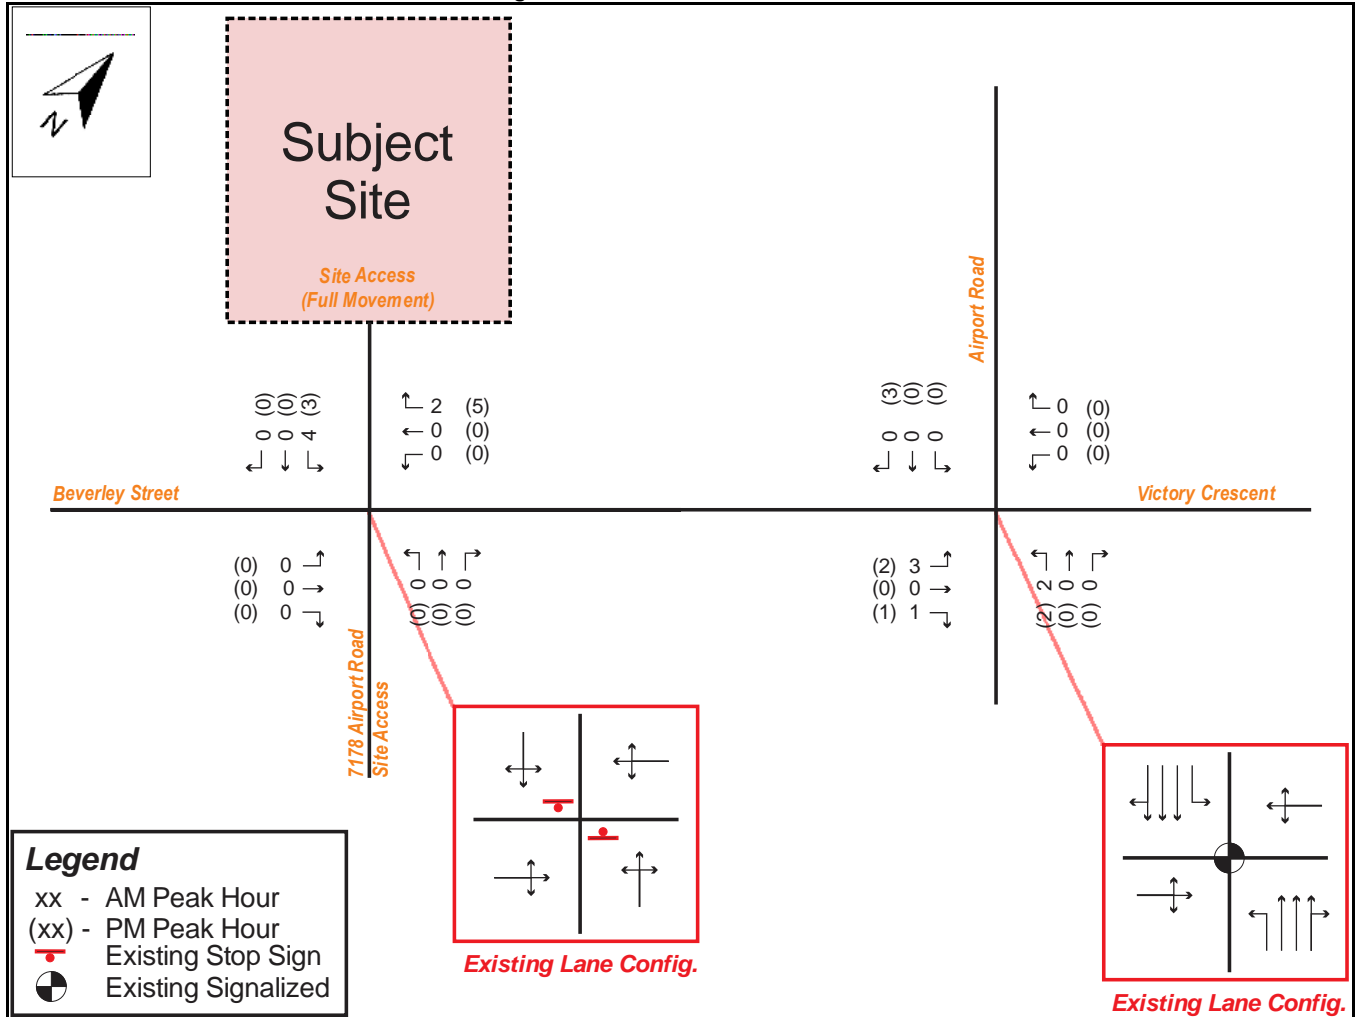 N
Subject
Site
Site Access
(Full Movement)
Airport Road
(0) (0) (3)
0 0 4
2 (5)
0 (0)
0 (0)
(3) (0) (0)
0 0 0
0 (0)
0 (0)
0 (0)
Beverley Street
Victory Crescent
(0) 0
(0) 0
(0) 0
(0) 0
(0) 0
(0) 0
(2) 3
(0) 0
(1) 1
(2) 2
(0) 0
(0) 0
7178 Airport Road
Site Access
Existing Lane Config.
Existing Lane Config.
Legend
xx - AM Peak Hour
(xx) - PM Peak Hour
Existing Stop Sign
Existing Signalized